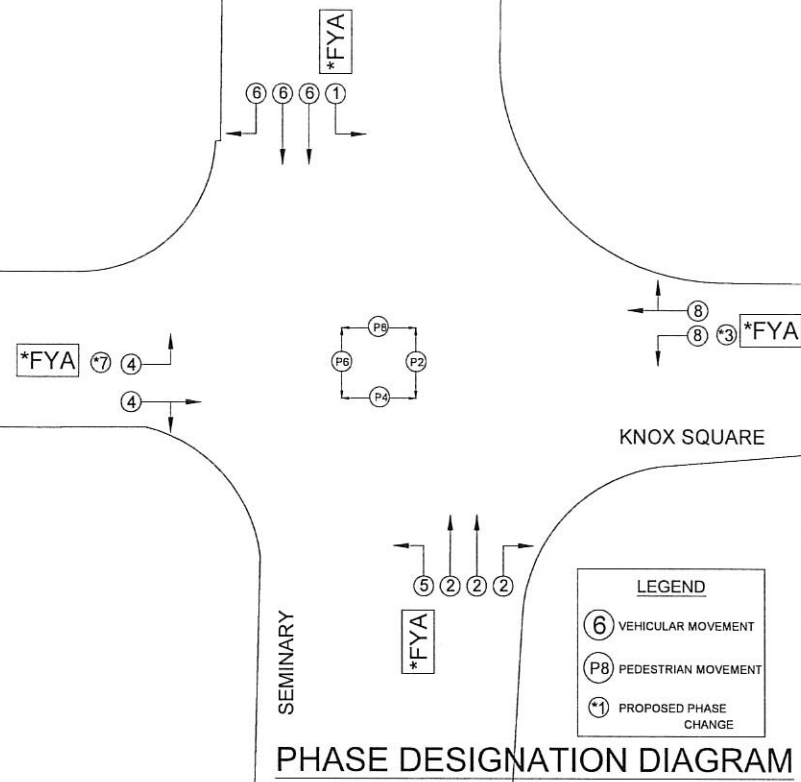 *FYA
6 6 6 1
P8
8
*FYA *7 4
8 *3 *FYA
P6 P2
4
P4
KNOX SQUARE
5 2 2 2
*FYA
SEMINARY
LEGEND
6 VEHICULAR MOVEMENT
P8 PEDESTRIAN MOVEMENT
*1 PROPOSED PHASE
CHANGE
PHASE DESIGNATION DIAGRAM